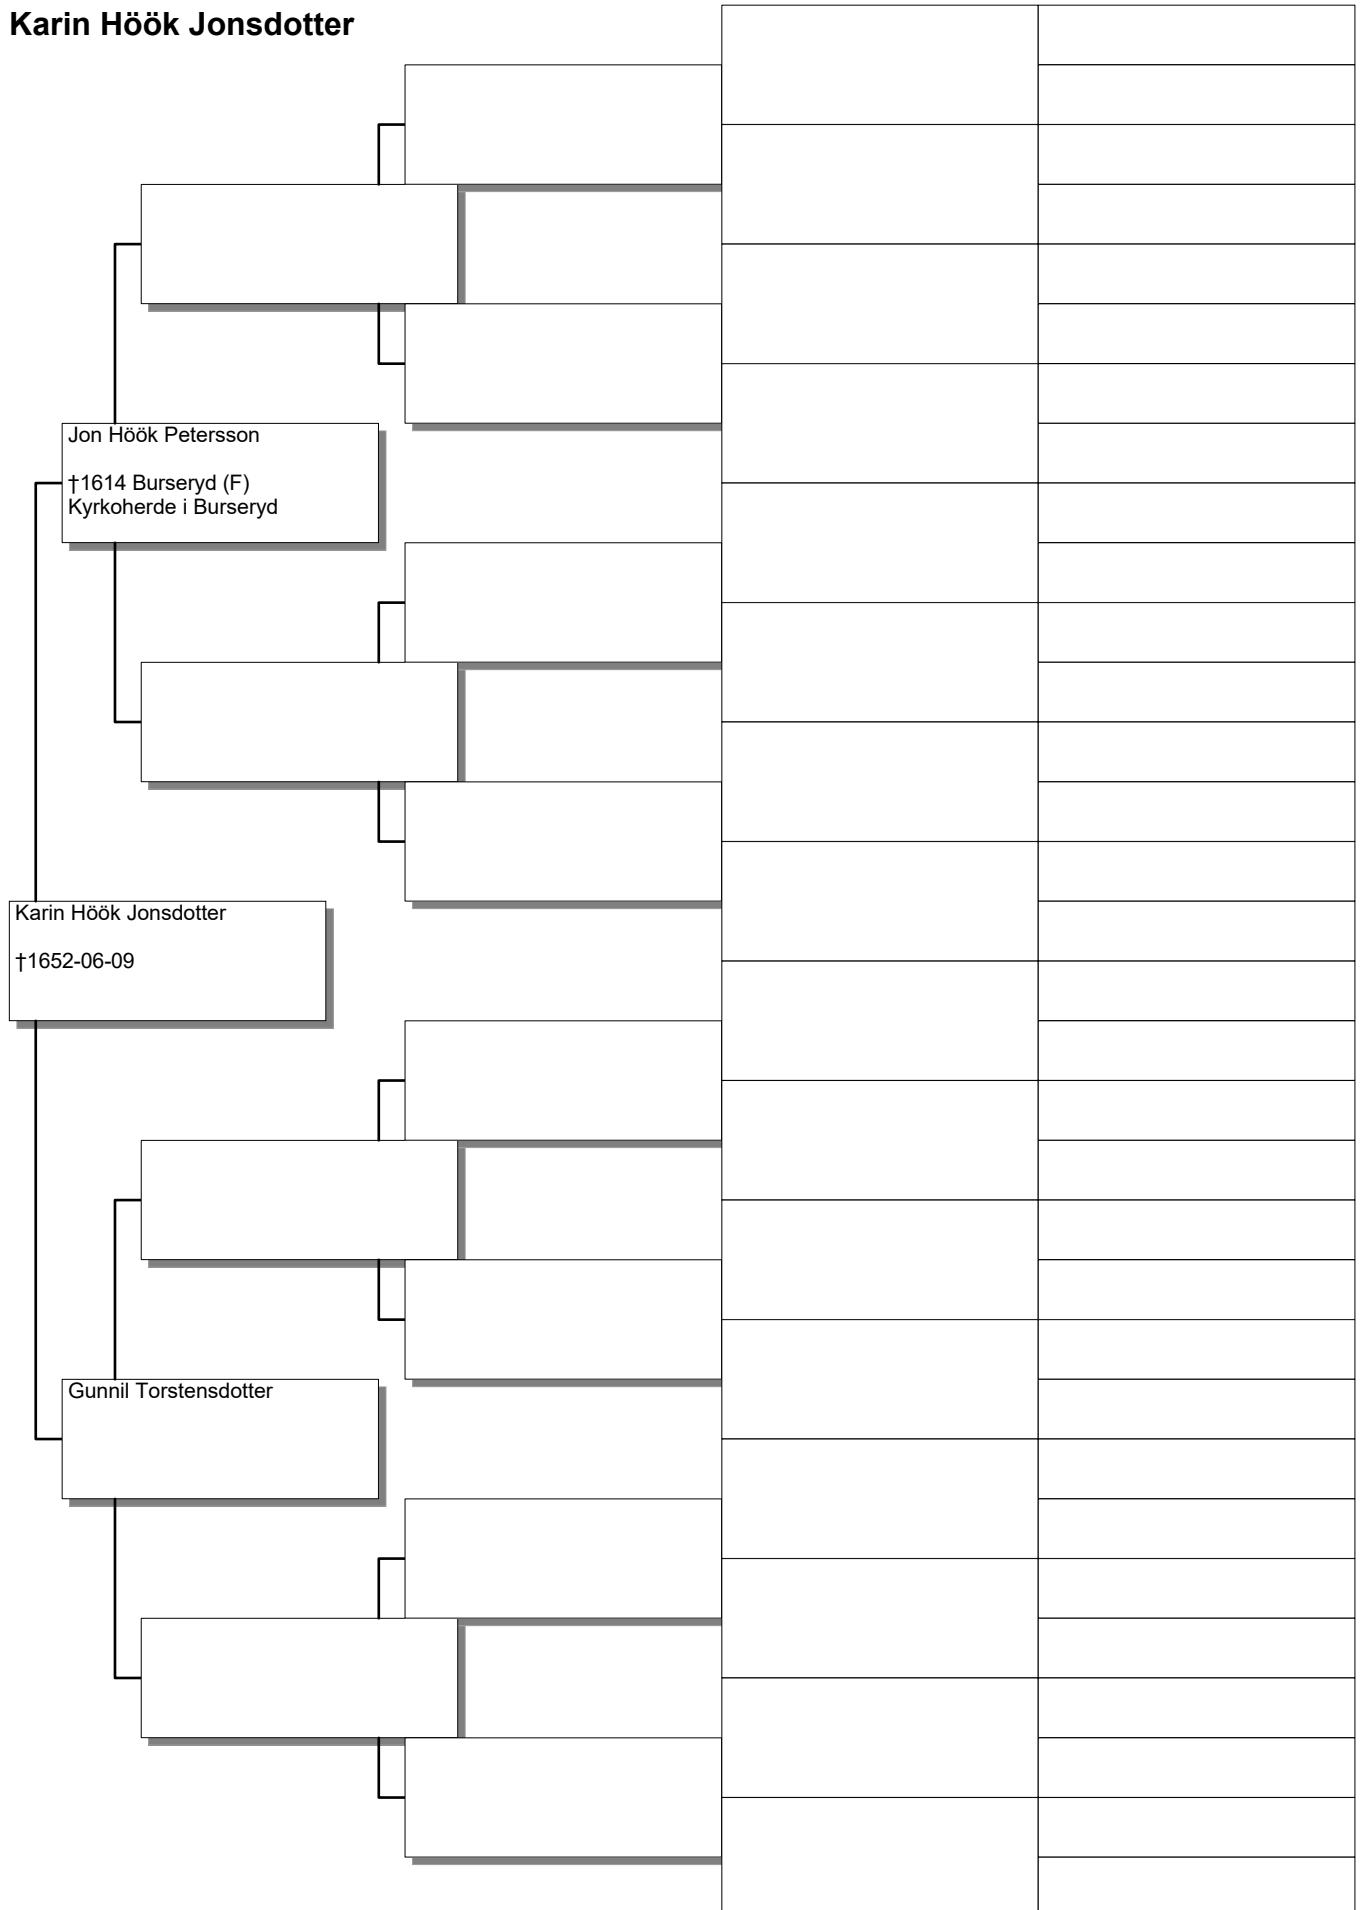 Karin Höök Jonsdotter
Jon Höök Petersson
†1614 Burseryd (F)
Kyrkoherde i Burseryd
Karin Höök Jonsdotter
†1652-06-09
Gunnil Torstensdotter